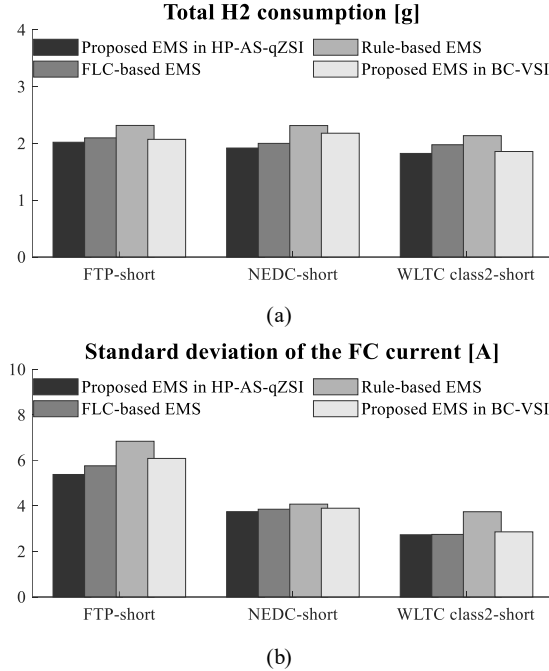 Total H2 consumption [g]
4
Proposed EMS in HP-AS-qZSI
Rule-based EMS
FLC-based EMS
Proposed EMS in BC-VSI
3
2
1
0
FTP-short
NEDC-short
WLTC class2-short
(a)
Standard deviation of the FC current [A]
10
Proposed EMS in HP-AS-qZSI
Rule-based EMS
FLC-based EMS
Proposed EMS in BC-VSI
8
6
4
2
0
FTP-short
NEDC-short
WLTC class2-short
(b)